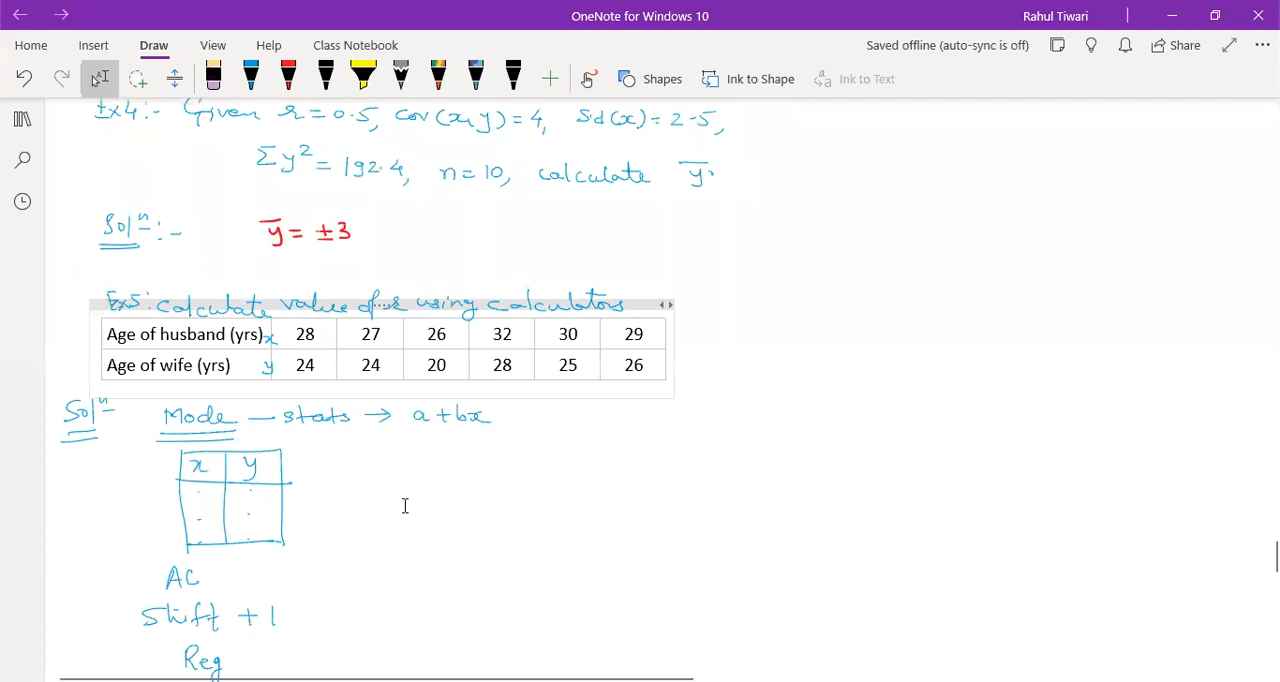 OneNote for Windows 10
Rahul Tiwari
Home Insert Draw View Help Class Notebook
Saved offline (auto-sync is off) Share
Shapes Ink to Shape Ink to Text
Ex4:- Given r=0.5, cov(x,y)=4, Sd(x)=2.5,
Σy²=192.4, n=10, calculate y̅.
Solⁿ:- y̅= ±3
Ex5: calculate value of r using calculators
Age of husband (yrs) x 28 27 26 32 30 29
Age of wife (yrs) y 24 24 20 28 25 26
Solⁿ Mode — stats → a+bx
x y
AC
Shift + 1
Reg